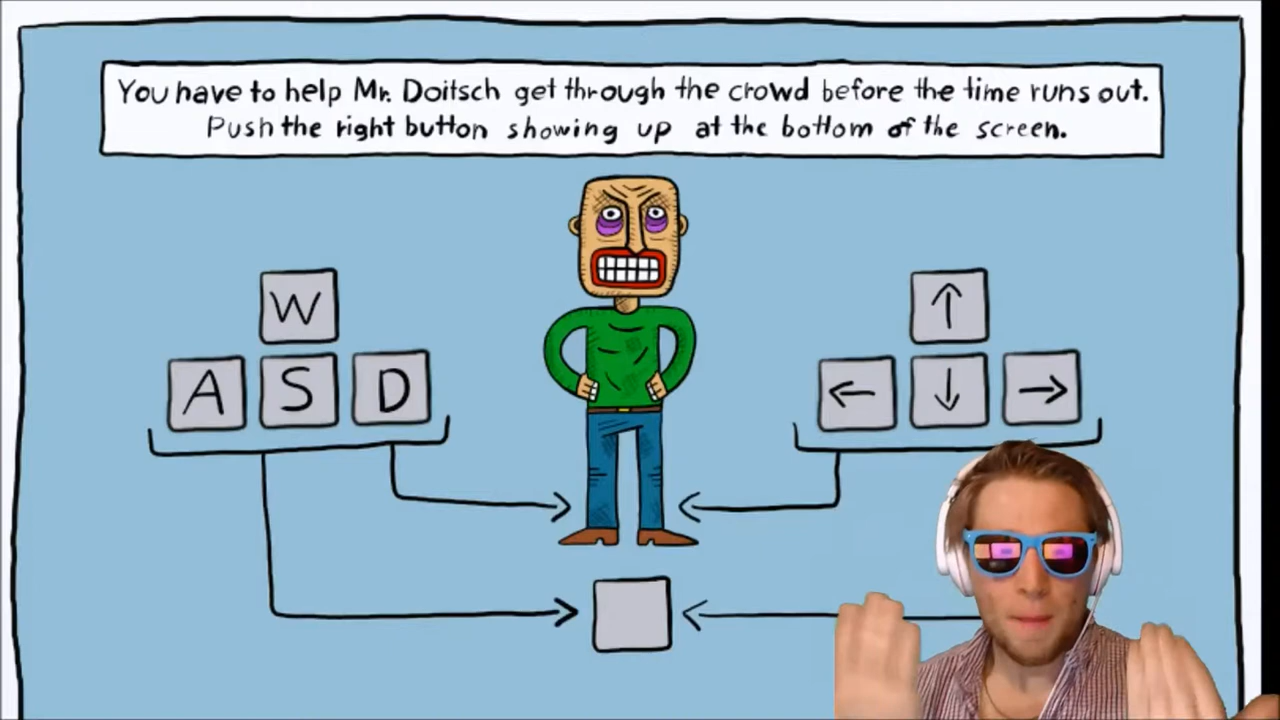 You have to help Mr. Doitsch get through the crowd before the time runs out.
Push the right button showing up at the bottom of the screen.
W
↑
A S D
← ↓ →